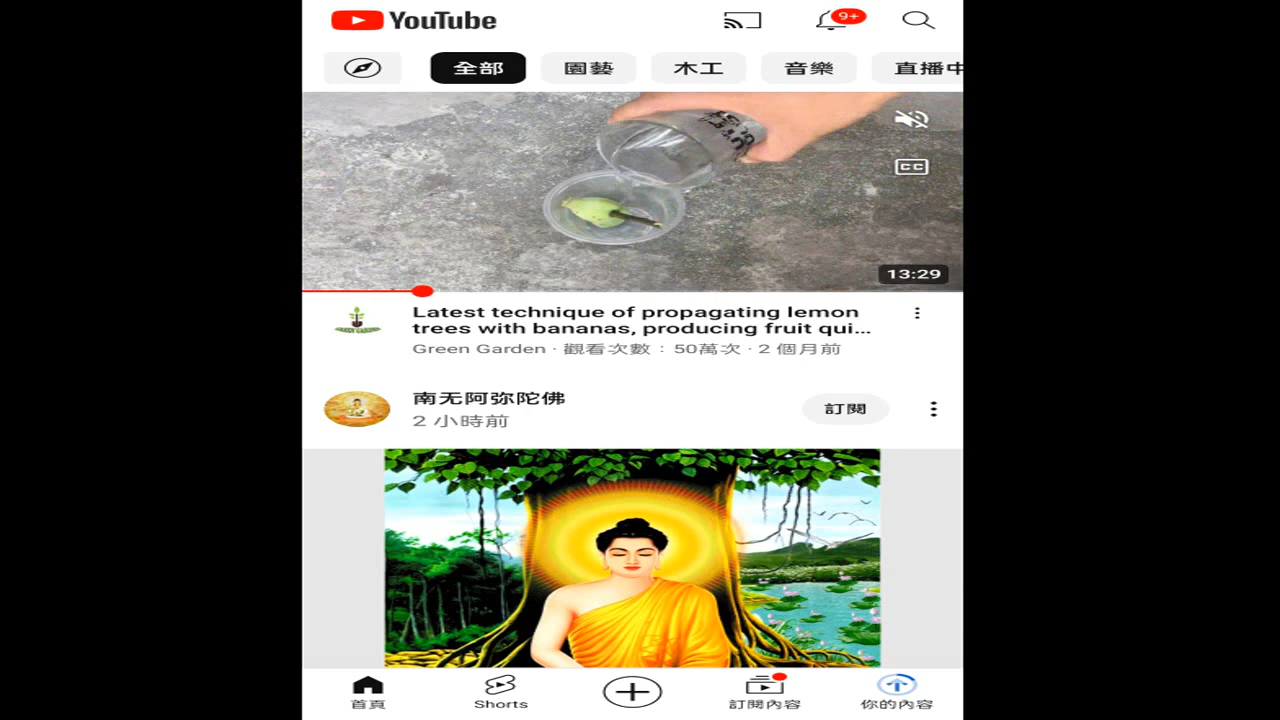 YouTube
9+
全部
園藝
木工
音樂
直播中
CC
13:29
Latest technique of propagating lemon
trees with bananas, producing fruit qui...
Green Garden · 觀看次數：50萬次 · 2 個月前
GREEN GARDEN
南无阿弥陀佛
2 小時前
訂閱
首頁
Shorts
訂閱內容
你的內容